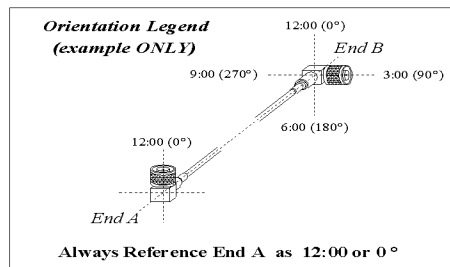 Orientation Legend
(example ONLY)
12:00 (0°)
End B
9:00 (270°)
3:00 (90°)
6:00 (180°)
12:00 (0°)
End A
Always Reference End A as 12:00 or 0°